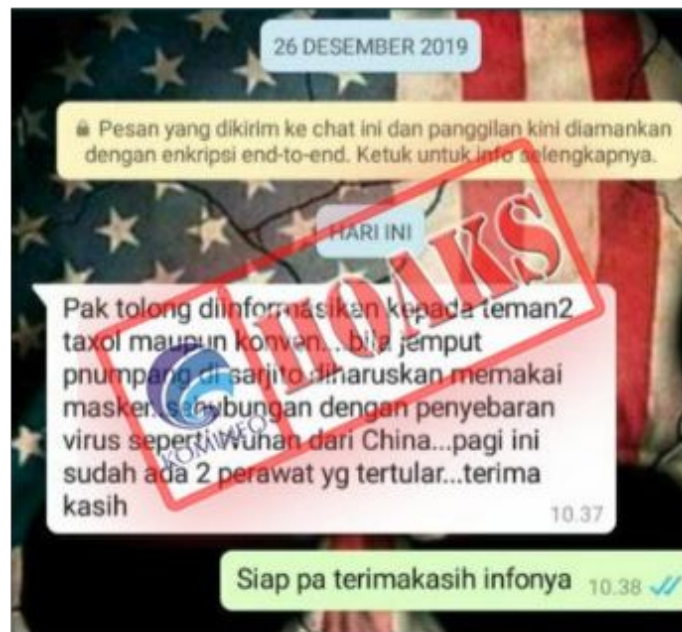 26 DESEMBER 2019
Pesan yang dikirim ke chat ini dan panggilan kini diamankan
dengan enkripsi end-to-end. Ketuk untuk info selengkapnya.
HARI INI
HOAKS
KOMINFO
Pak tolong diinformasikan kepada teman2
taxol maupun konven....bila jemput
pnumpang di sarjito diharuskan memakai
masker..sehubungan dengan penyebaran
virus seperti Wuhan dari China...pagi ini
sudah ada 2 perawat yg tertular...terima
kasih
10.37
Siap pa terimakasih infonya 10.38